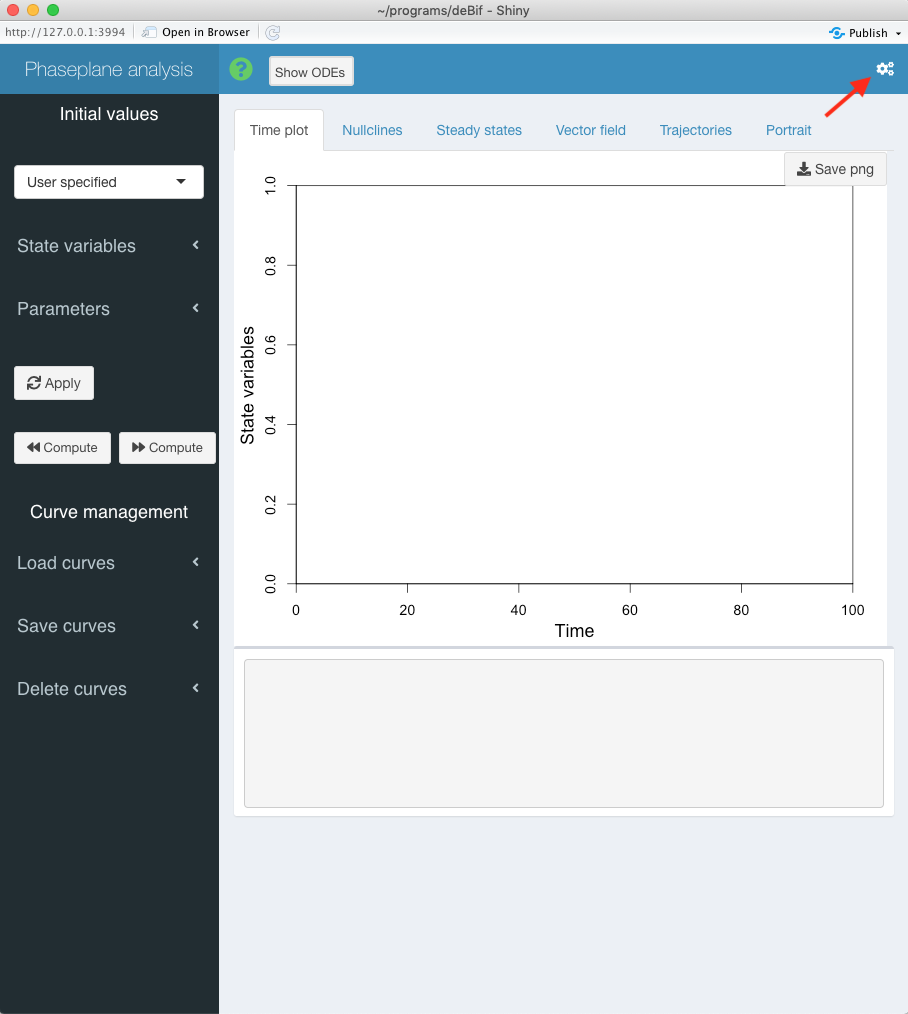 ~/programs/deBif - Shiny
http://127.0.0.1:3994
Open in Browser
Publish
Phaseplane analysis
?
Show ODEs
Initial values
User specified
State variables
Parameters
Apply
Compute
Compute
Curve management
Load curves
Save curves
Delete curves
Time plot
Nullclines
Steady states
Vector field
Trajectories
Portrait
Save png
State variables
1.0
0.8
0.6
0.4
0.2
0.0
0 20 40 60 80 100
Time